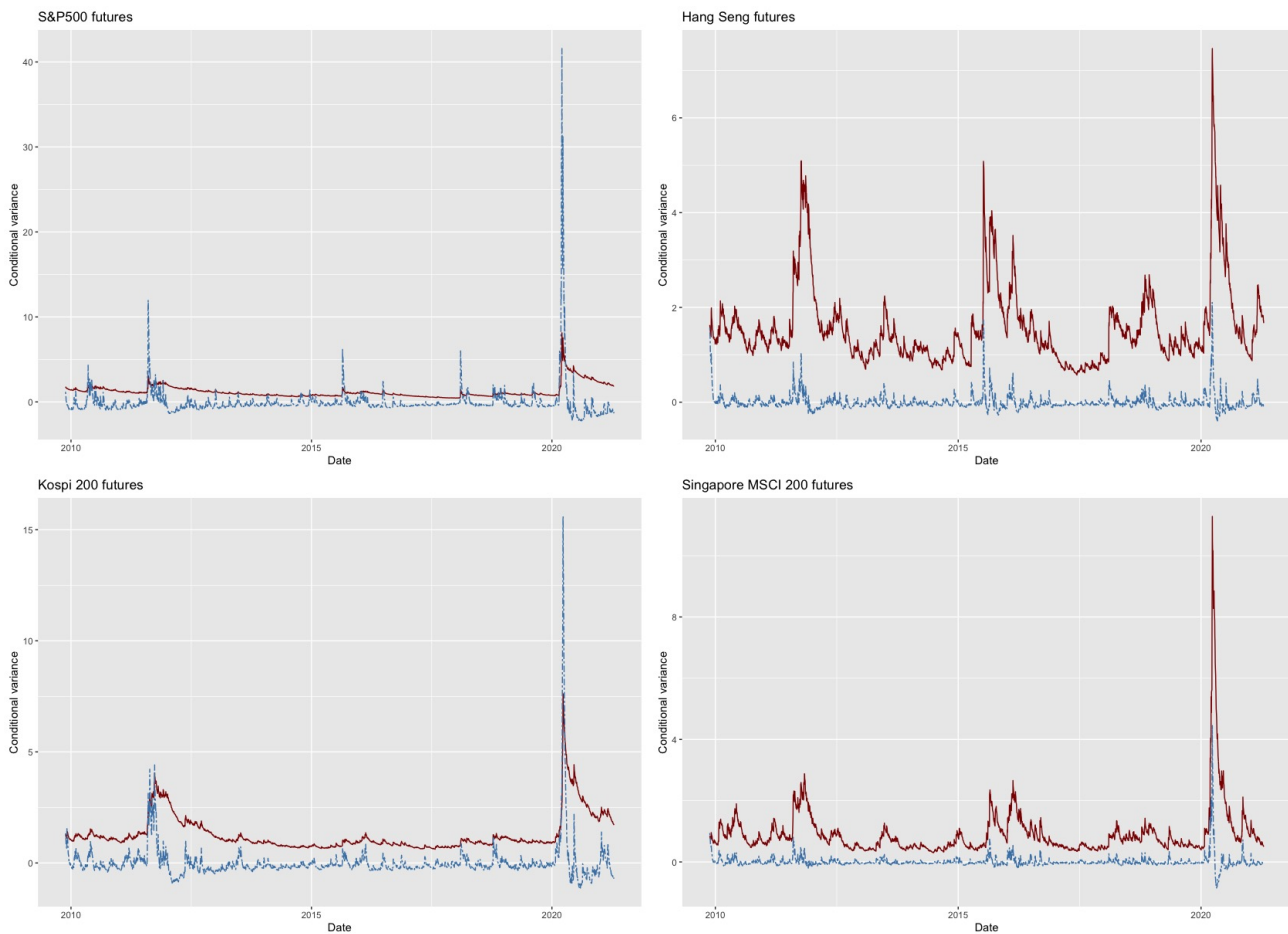 S&P500 futures
Conditional variance
40
30
20
10
0
2010
2015
2020
Date
Hang Seng futures
Conditional variance
6
4
2
0
2010
2015
2020
Date
Kospi 200 futures
Conditional variance
15
10
5
0
2010
2015
2020
Date
Singapore MSCI 200 futures
Conditional variance
8
4
0
2010
2015
2020
Date